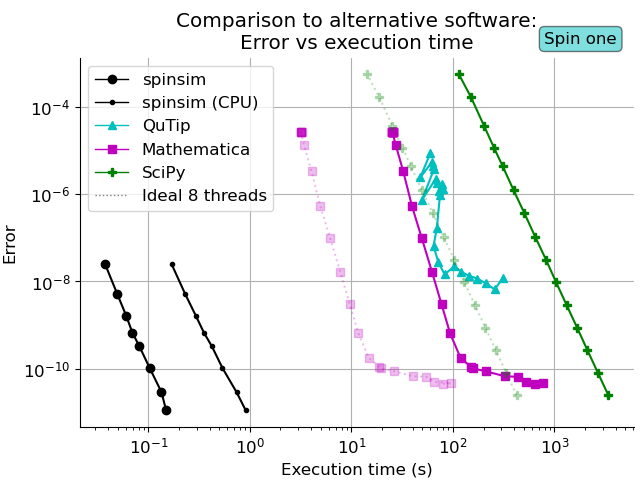 Comparison to alternative software:
Error vs execution time
Spin one
spinsim
spinsim (CPU)
QuTip
Mathematica
SciPy
Ideal 8 threads
10⁻⁴
10⁻⁶
10⁻⁸
10⁻¹⁰
Error
10⁻¹
10⁰
10¹
10²
10³
Execution time (s)